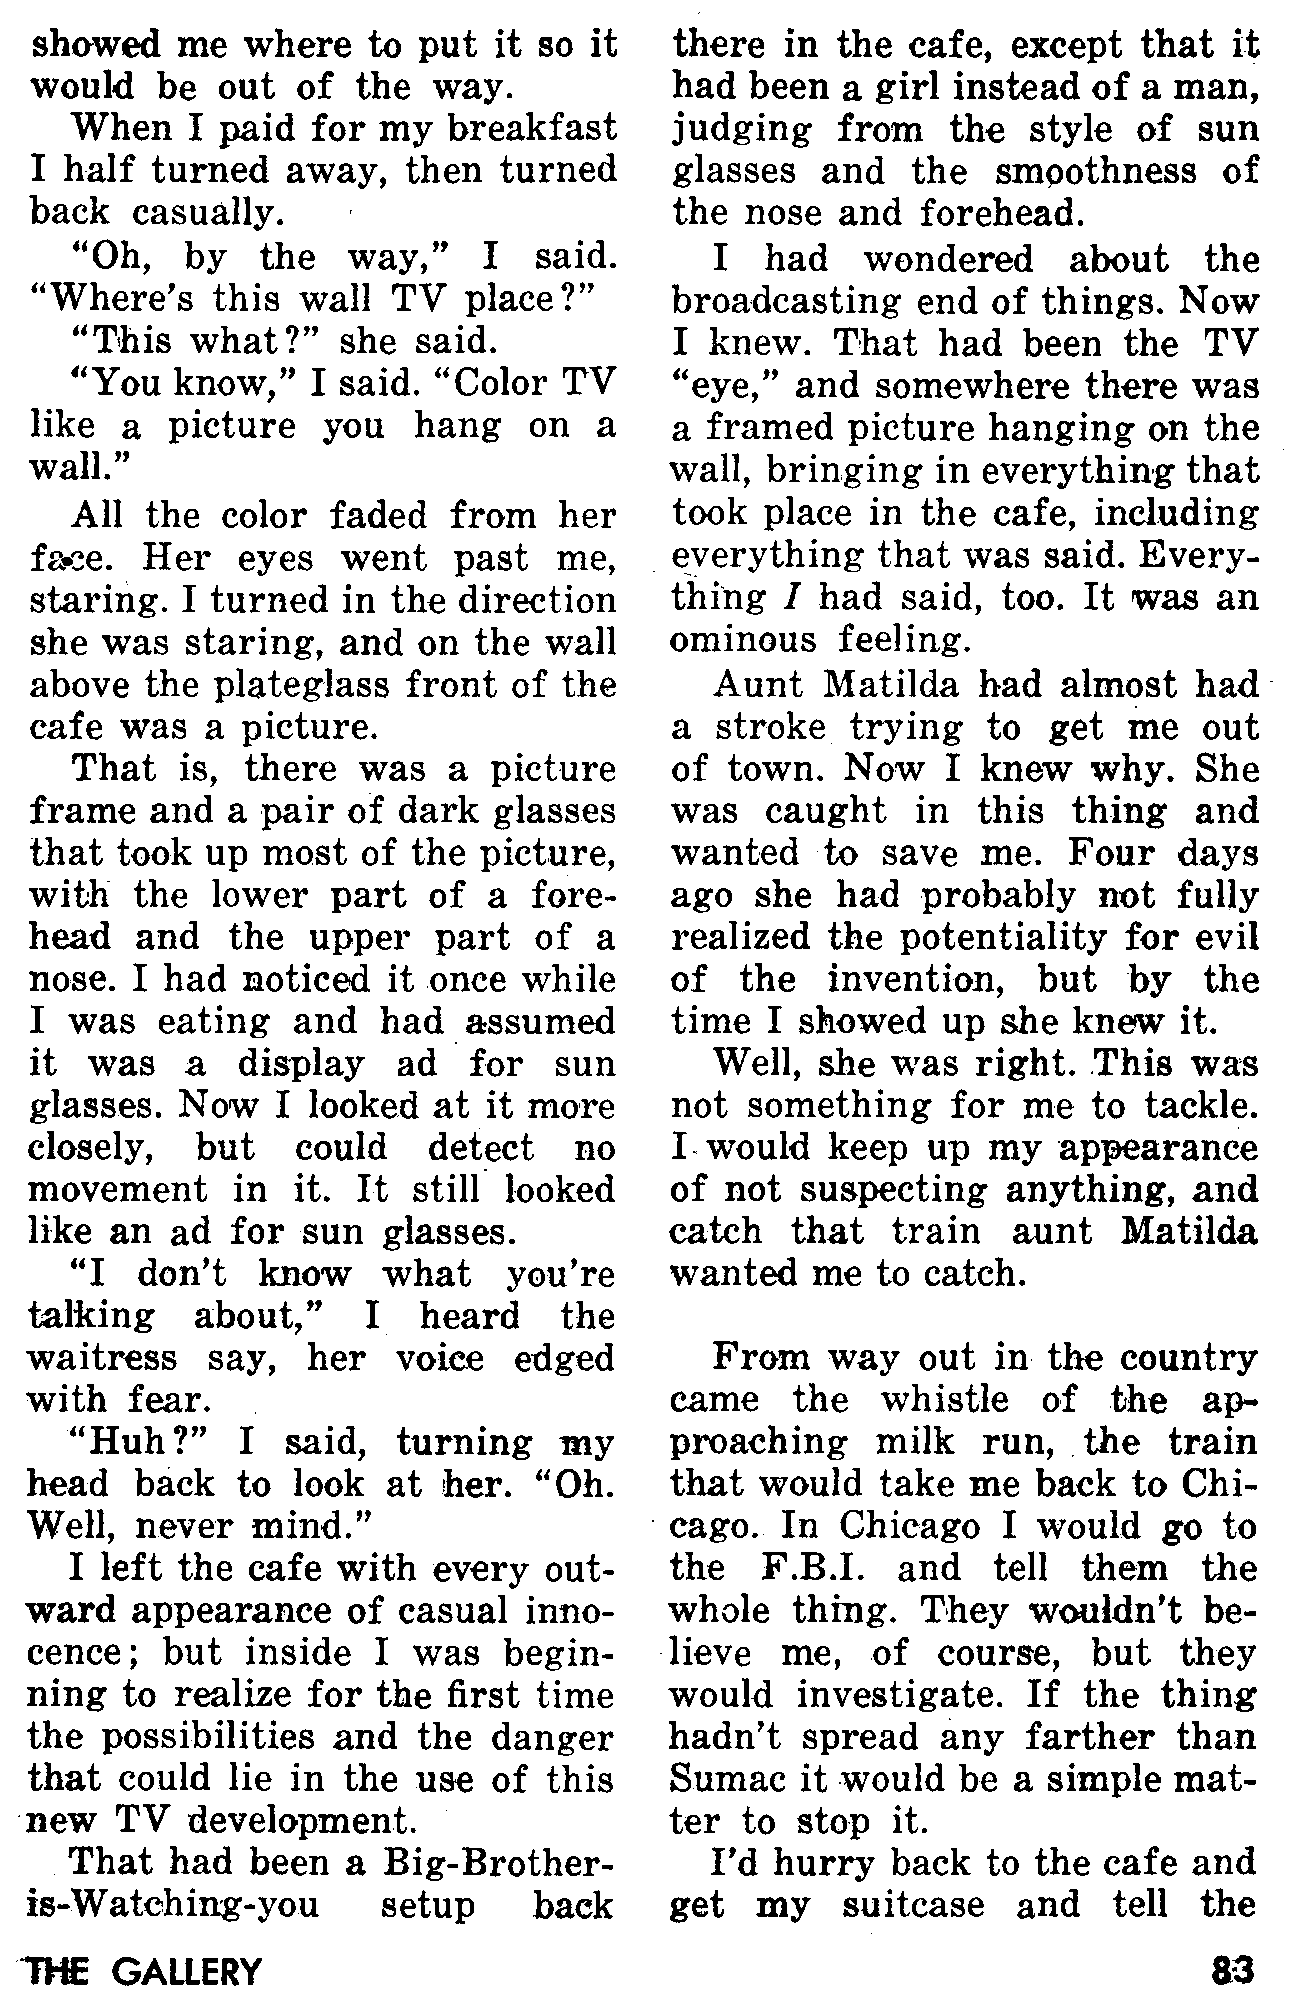 showed me where to put it so it
would be out of the way.
When I paid for my breakfast
I half turned away, then turned
back casually.
“Oh, by the way,” I said.
“Where's this wall TV place?”
“This what?” she said.
“You know,” I said. “Color TV
like a picture you hang on a
wall.”
All the color faded from her
face. Her eyes went past me,
staring. I turned in the direction
she was staring, and on the wall
above the plateglass front of the
cafe was a picture.
That is, there was a picture
frame and a pair of dark glasses
that took up most of the picture,
with the lower part of a fore-
head and the upper part of a
nose. I had noticed it once while
I was eating and had assumed
it was a display ad for sun
glasses. Now I looked at it more
closely, but could detect no
movement in it. It still looked
like an ad for sun glasses.
“I don't know what you're
talking about,” I heard the
waitress say, her voice edged
with fear.
“Huh?” I said, turning my
head back to look at her. “Oh.
Well, never mind.”
I left the cafe with every out-
ward appearance of casual inno-
cence; but inside I was begin-
ning to realize for the first time
the possibilities and the danger
that could lie in the use of this
new TV development.
That had been a Big-Brother-
is-Watching-you setup back
there in the cafe, except that it
had been a girl instead of a man,
judging from the style of sun
glasses and the smoothness of
the nose and forehead.
I had wondered about the
broadcasting end of things. Now
I knew. That had been the TV
“eye,” and somewhere there was
a framed picture hanging on the
wall, bringing in everything that
took place in the cafe, including
everything that was said. Every-
thing I had said, too. It was an
ominous feeling.
Aunt Matilda had almost had
a stroke trying to get me out
of town. Now I knew why. She
was caught in this thing and
wanted to save me. Four days
ago she had probably not fully
realized the potentiality for evil
of the invention, but by the
time I showed up she knew it.
Well, she was right. This was
not something for me to tackle.
I would keep up my appearance
of not suspecting anything, and
catch that train aunt Matilda
wanted me to catch.
From way out in the country
came the whistle of the ap-
proaching milk run, the train
that would take me back to Chi-
cago. In Chicago I would go to
the F.B.I. and tell them the
whole thing. They wouldn't be-
lieve me, of course, but they
would investigate. If the thing
hadn't spread any farther than
Sumac it would be a simple mat-
ter to stop it.
I'd hurry back to the cafe and
get my suitcase and tell the
THE GALLERY
83